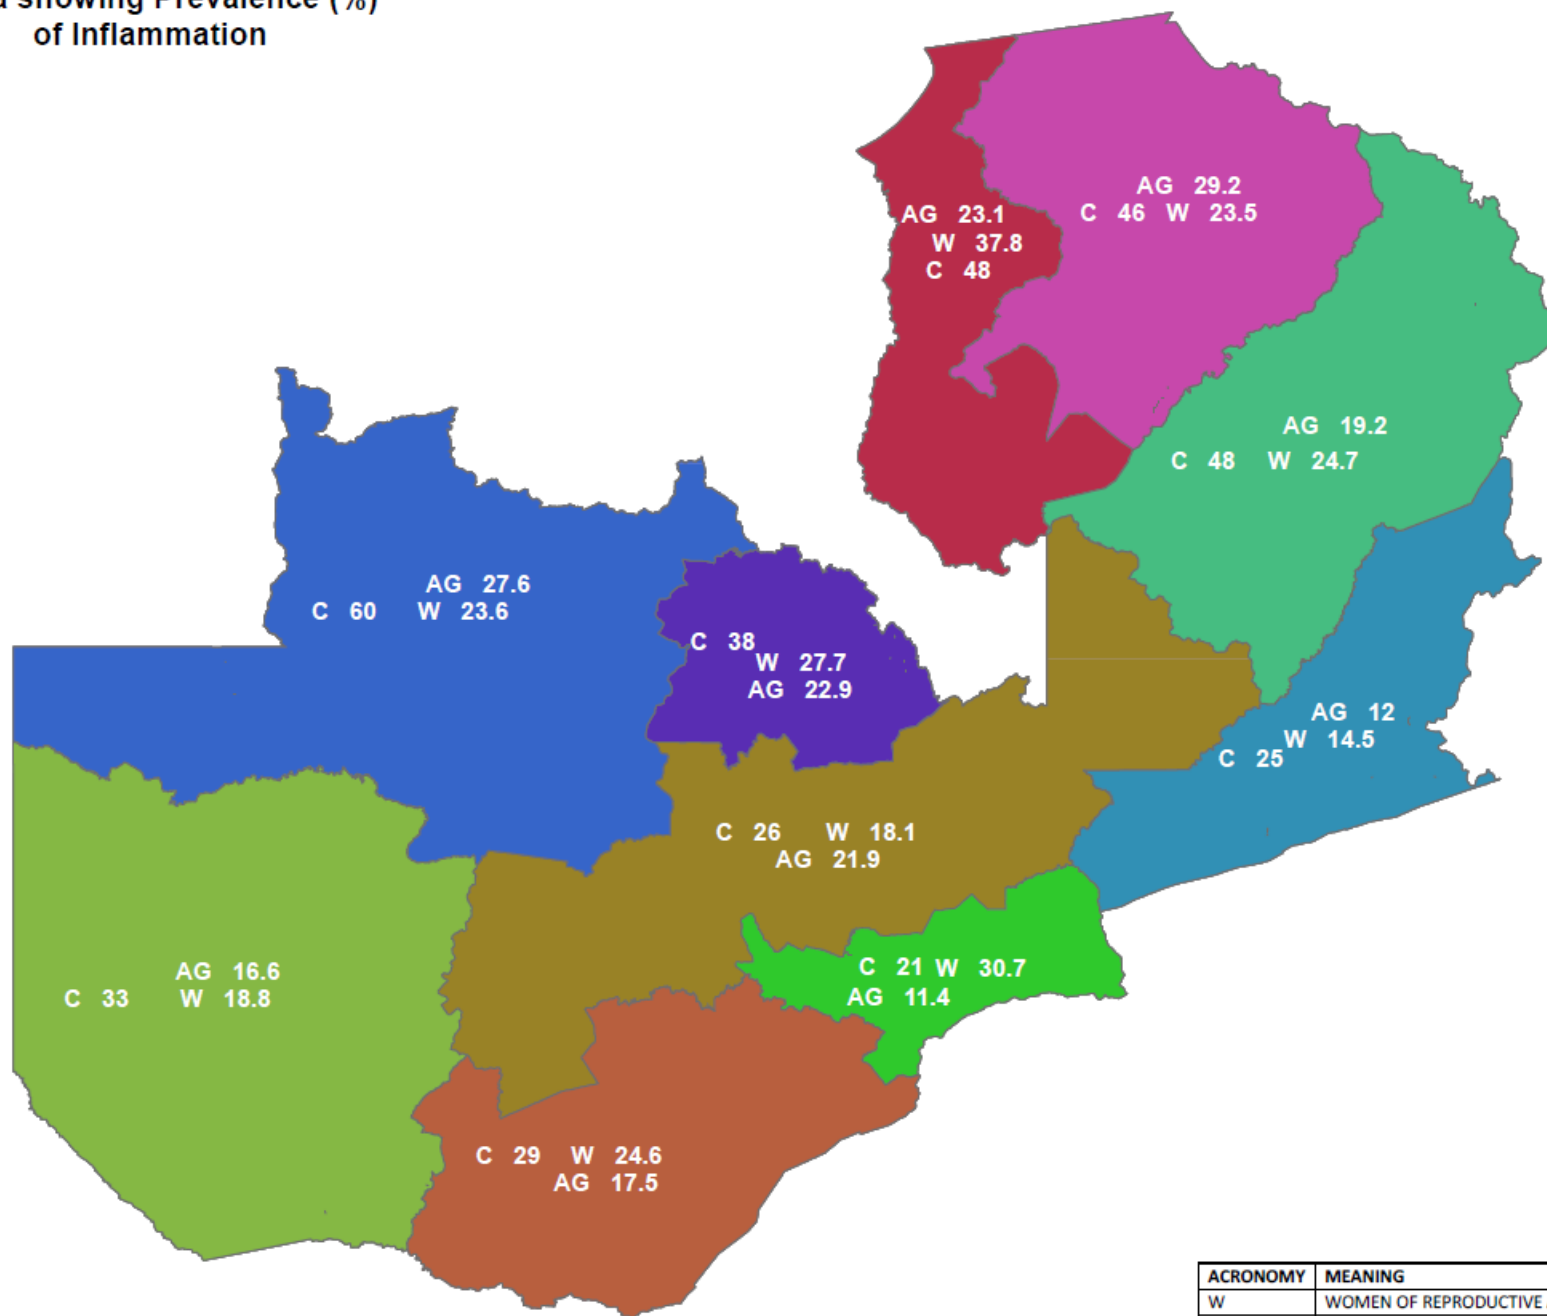 showing Prevalence (%)
of Inflammation
AG 29.2
C 46 W 23.5
AG 23.1
W 37.8
C 48
AG 19.2
C 48 W 24.7
AG 27.6
C 60 W 23.6
C 38
W 27.7
AG 22.9
AG 12
W 14.5
C 25
C 26 W 18.1
AG 21.9
AG 16.6
C 33 W 18.8
C 21 W 30.7
AG 11.4
C 29 W 24.6
AG 17.5
ACRONOMY MEANING
W WOMEN OF REPRODUCTIVE